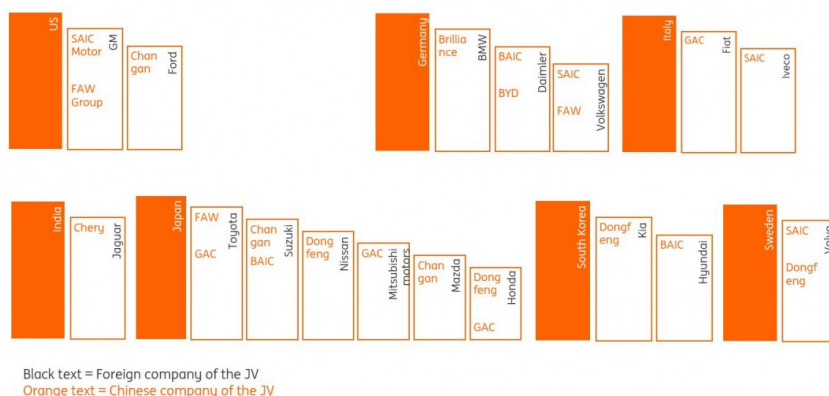 US
SAIC
Motor
FAW
Group
GM
Chan
gan
Ford
Germany
Brillia
nce
BMW
BAIC
BYD
Daimler
SAIC
FAW
Volkswagen
Italy
GAC
Fiat
SAIC
Iveco
India
Chery
Jaguar
Japan
FAW
GAC
Toyota
Chan
gan
BAIC
Suzuki
Dong
feng
Nissan
GAC
Mitsubishi
motors
Chan
gan
Mazda
Dong
feng
GAC
Honda
South Korea
Dongf
eng
Kia
BAIC
Hyundai
Sweden
SAIC
Dongf
eng
Volvo
Black text = Foreign company of the JV
Orange text = Chinese company of the JV